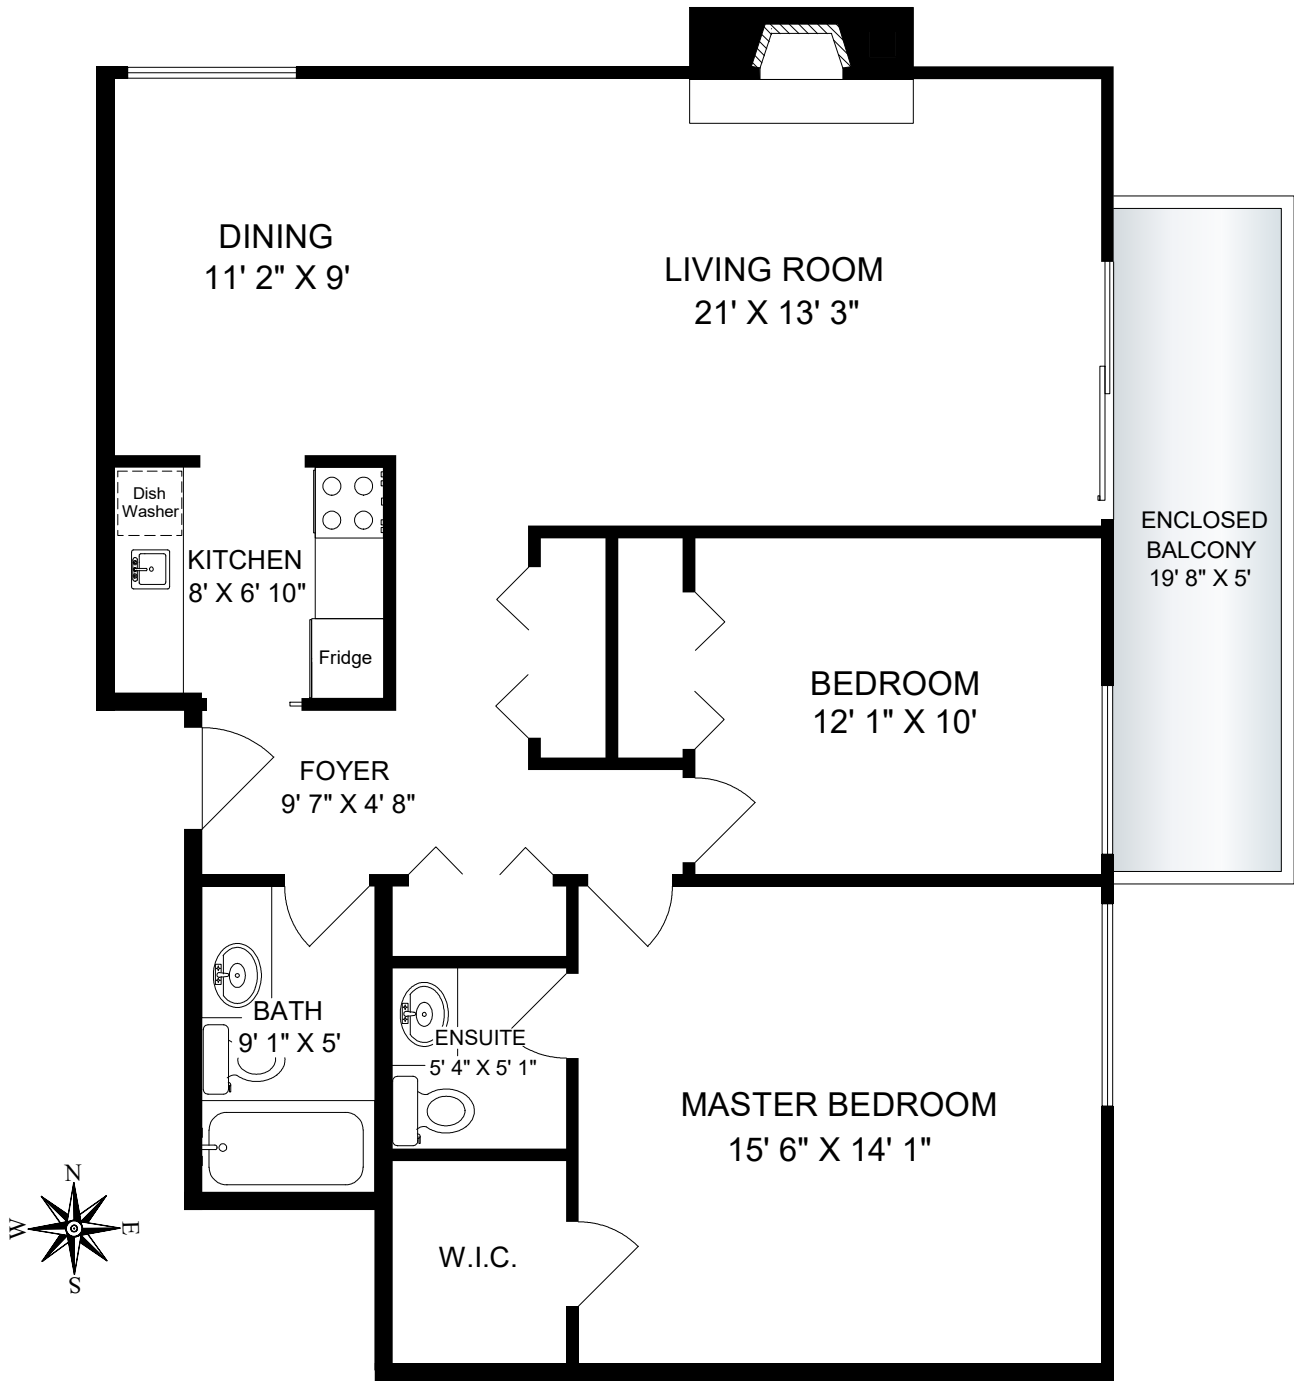 DINING
11' 2" X 9'
LIVING ROOM
21' X 13' 3"
Dish
Washer
KITCHEN
8' X 6' 10"
Fridge
ENCLOSED
BALCONY
19' 8" X 5'
BEDROOM
12' 1" X 10'
FOYER
9' 7" X 4' 8"
BATH
9' 1" X 5'
ENSUITE
5' 4" X 5' 1"
MASTER BEDROOM
15' 6" X 14' 1"
W.I.C.
N
W
E
S